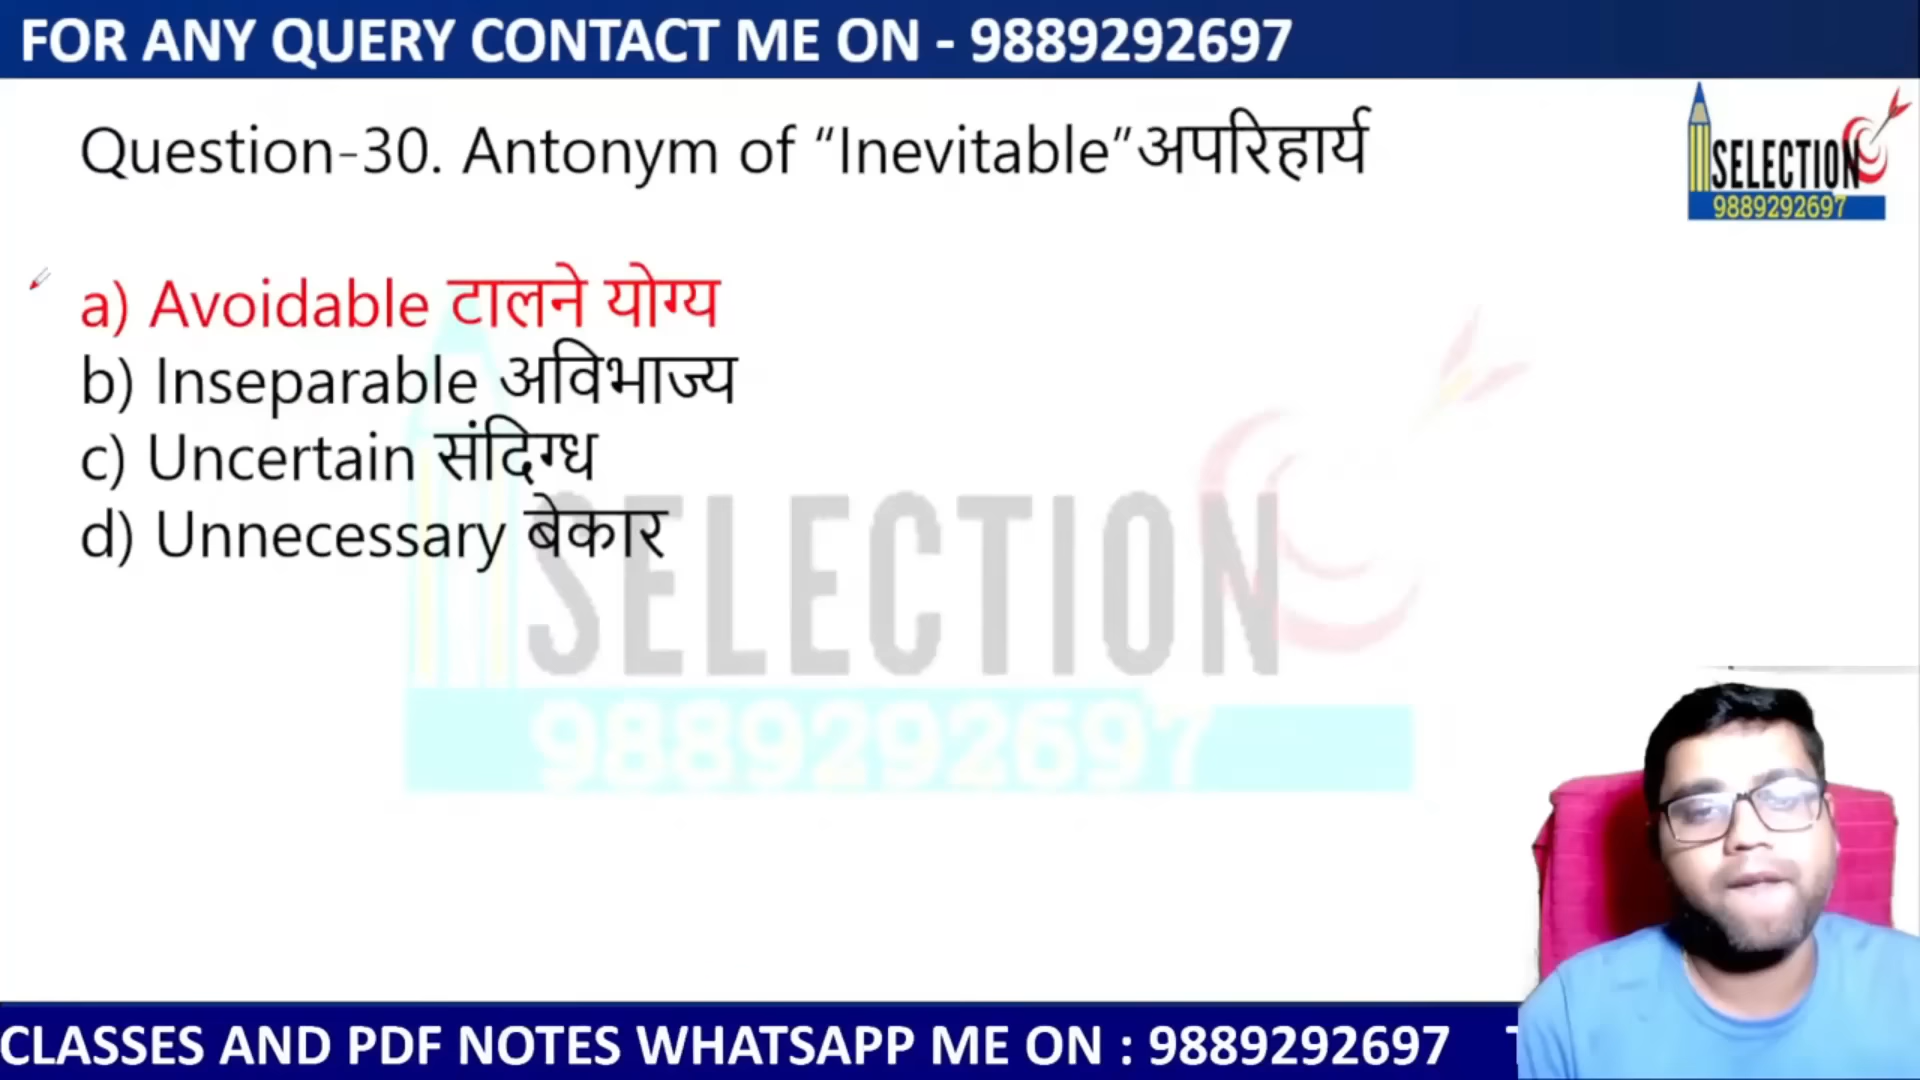 FOR ANY QUERY CONTACT ME ON - 9889292697
SELECTION
9889292697
Question-30. Antonym of “Inevitable”अपरिहार्य
a) Avoidable टालने योग्य
b) Inseparable अविभाज्य
c) Uncertain संदिग्ध
d) Unnecessary बेकार
SELECTION
9889292697
CLASSES AND PDF NOTES WHATSAPP ME ON : 9889292697